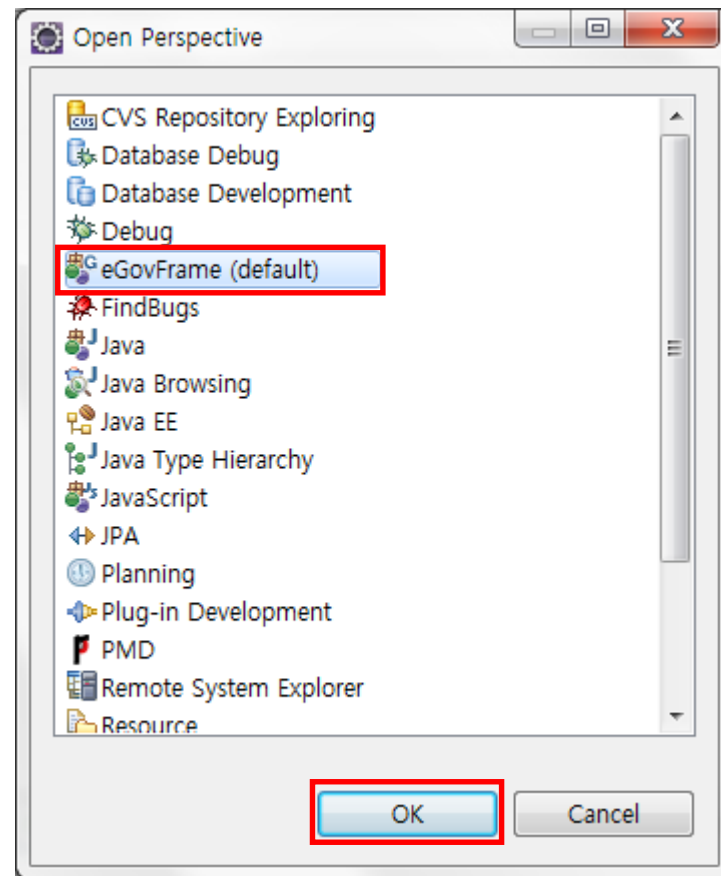 Open Perspective
CVS Repository Exploring
Database Debug
Database Development
Debug
eGovFrame (default)
FindBugs
Java
Java Browsing
Java EE
Java Type Hierarchy
JavaScript
JPA
Planning
Plug-in Development
PMD
Remote System Explorer
Resource
OK Cancel